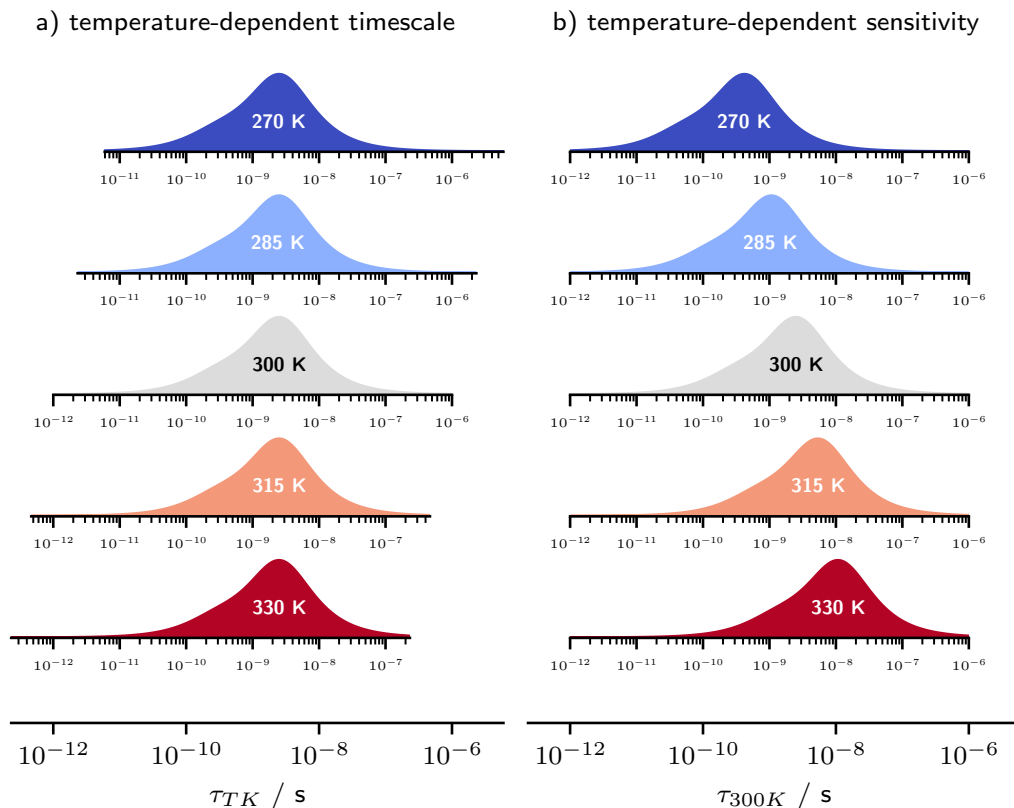 a) temperature-dependent timescale
270 K
10⁻¹¹ 10⁻¹⁰ 10⁻⁹ 10⁻⁸ 10⁻⁷ 10⁻⁶
285 K
10⁻¹¹ 10⁻¹⁰ 10⁻⁹ 10⁻⁸ 10⁻⁷ 10⁻⁶
300 K
10⁻¹² 10⁻¹¹ 10⁻¹⁰ 10⁻⁹ 10⁻⁸ 10⁻⁷ 10⁻⁶
315 K
10⁻¹² 10⁻¹¹ 10⁻¹⁰ 10⁻⁹ 10⁻⁸ 10⁻⁷
330 K
10⁻¹² 10⁻¹¹ 10⁻¹⁰ 10⁻⁹ 10⁻⁸ 10⁻⁷
10⁻¹² 10⁻¹⁰ 10⁻⁸ 10⁻⁶
τ_TK / s
b) temperature-dependent sensitivity
270 K
10⁻¹² 10⁻¹¹ 10⁻¹⁰ 10⁻⁹ 10⁻⁸ 10⁻⁷ 10⁻⁶
285 K
10⁻¹² 10⁻¹¹ 10⁻¹⁰ 10⁻⁹ 10⁻⁸ 10⁻⁷ 10⁻⁶
300 K
10⁻¹² 10⁻¹¹ 10⁻¹⁰ 10⁻⁹ 10⁻⁸ 10⁻⁷ 10⁻⁶
315 K
10⁻¹² 10⁻¹¹ 10⁻¹⁰ 10⁻⁹ 10⁻⁸ 10⁻⁷ 10⁻⁶
330 K
10⁻¹² 10⁻¹¹ 10⁻¹⁰ 10⁻⁹ 10⁻⁸ 10⁻⁷ 10⁻⁶
10⁻¹² 10⁻¹⁰ 10⁻⁸ 10⁻⁶
τ_300K / s